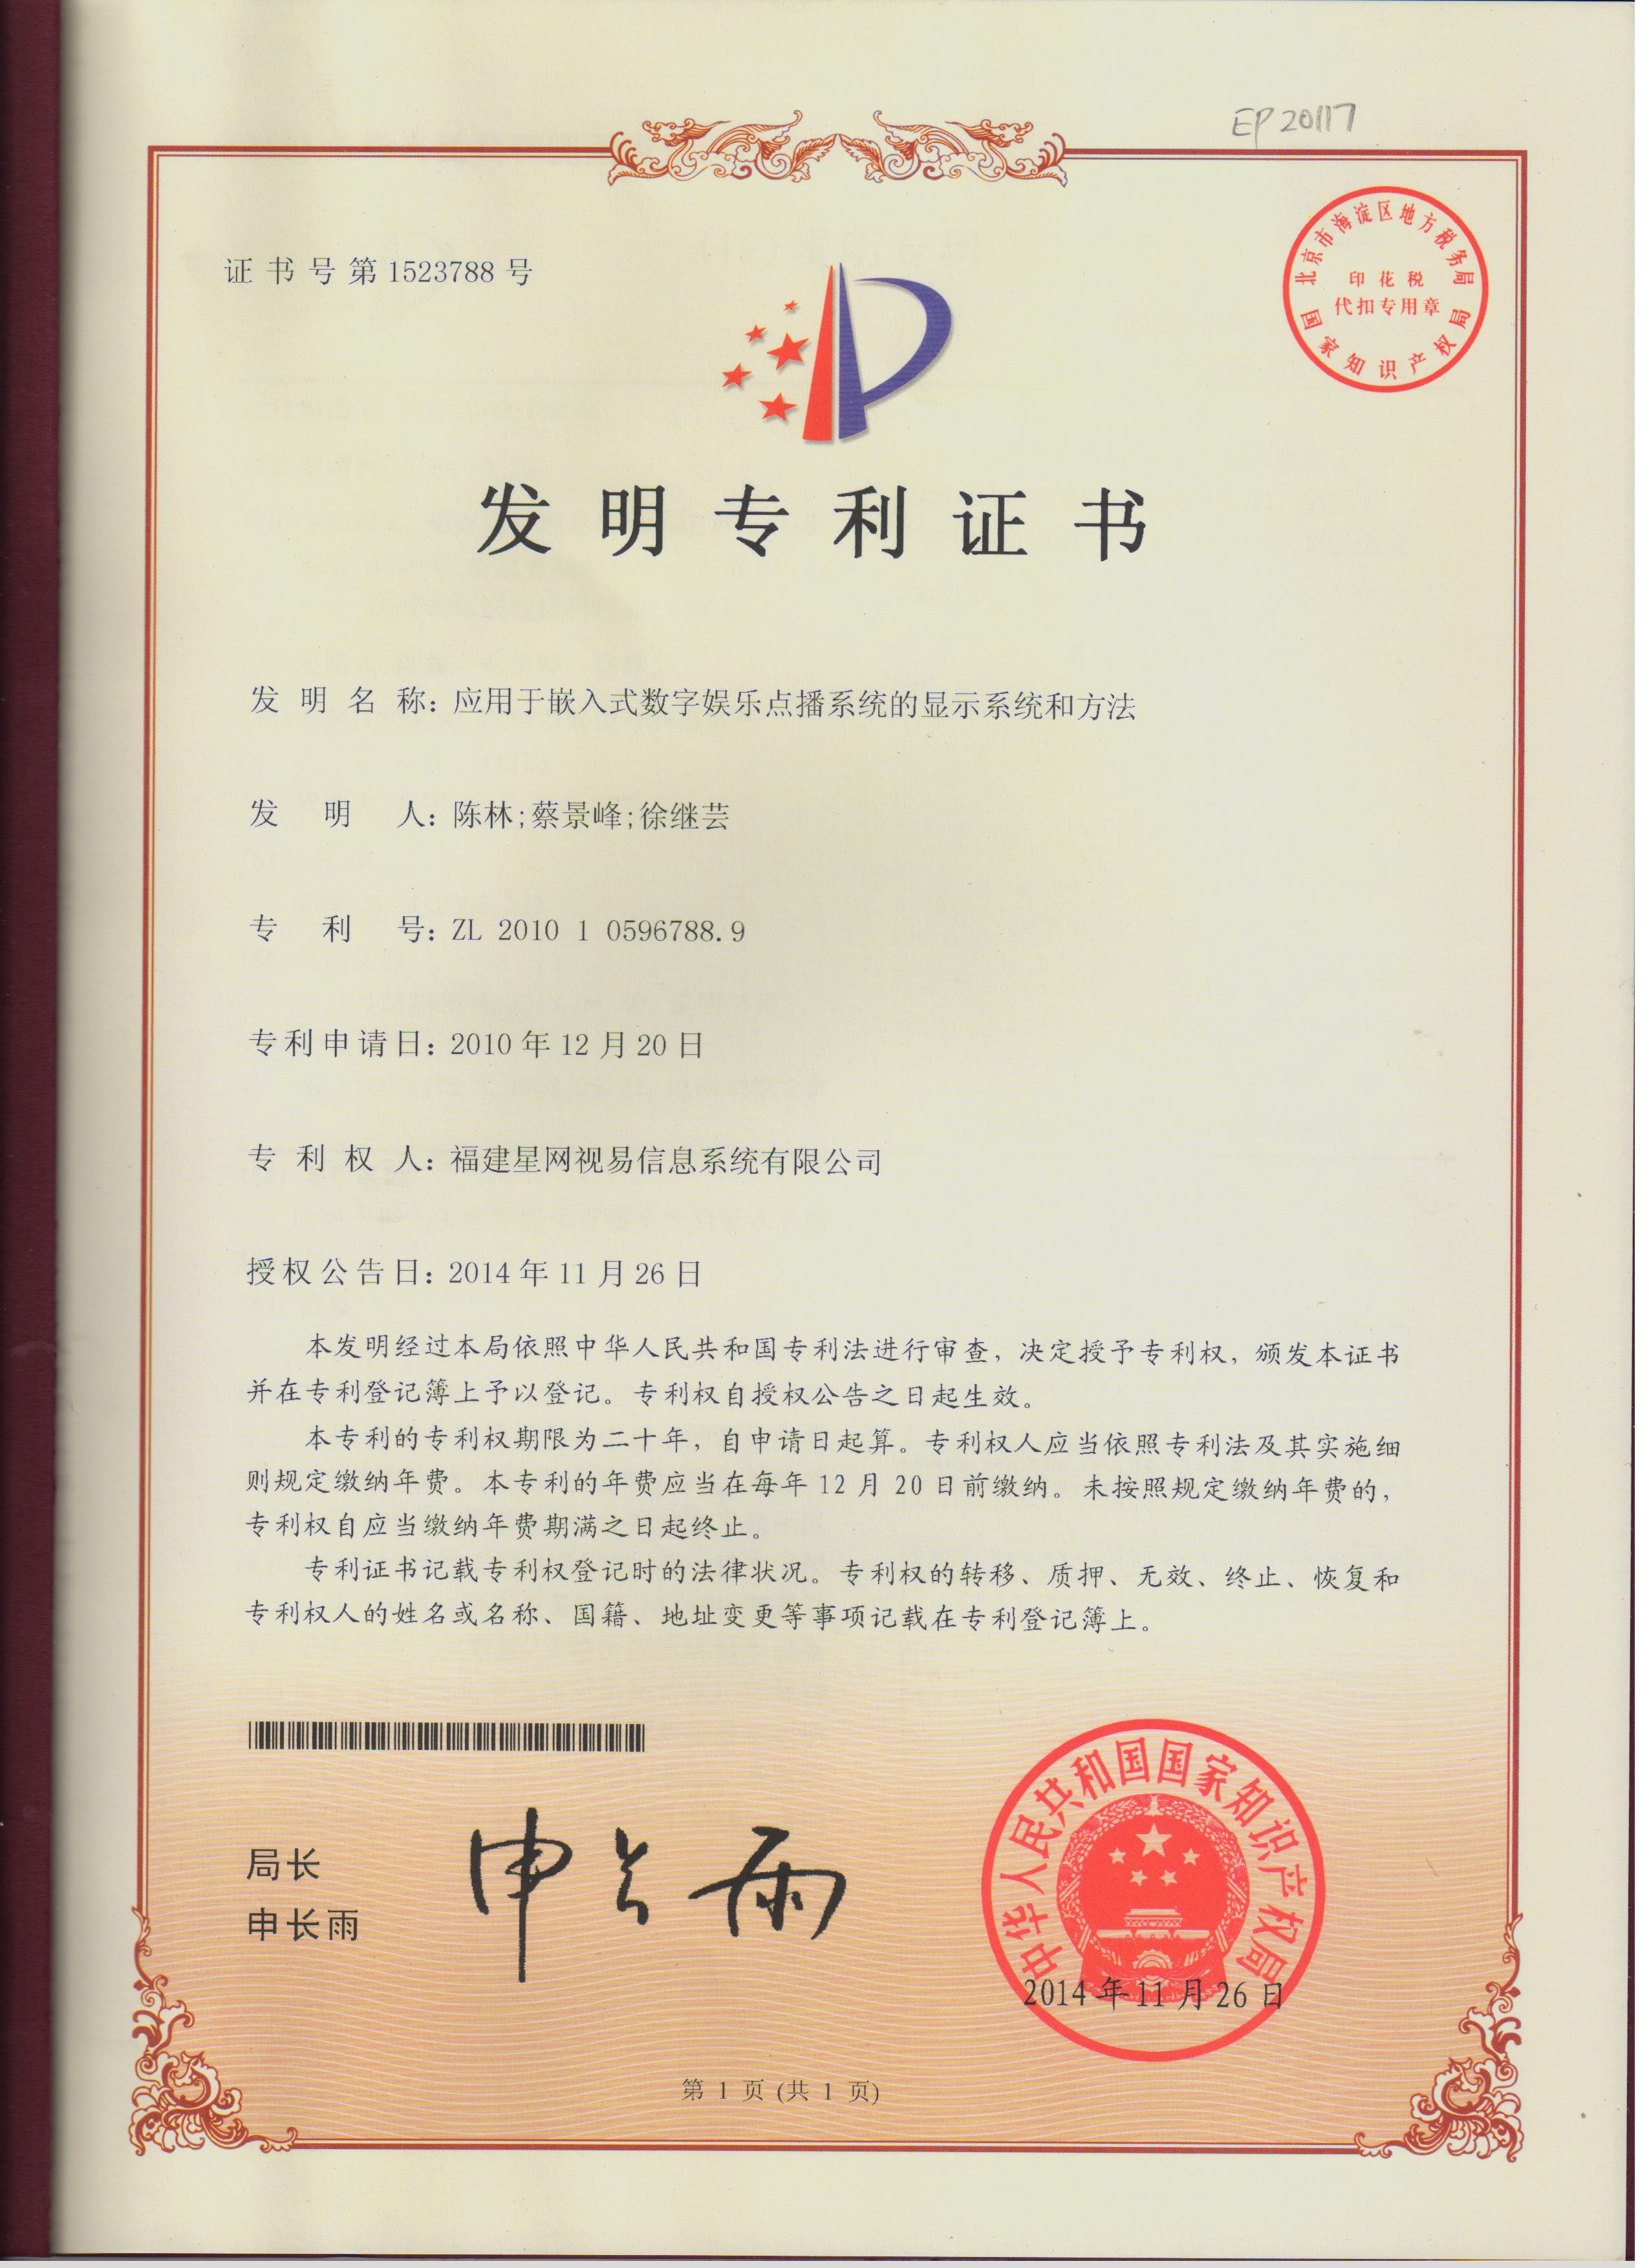 EP20117
北京市海淀区地方税务局
印花税
代扣专用章
国家知识产权局
证书号第1523788号
发明专利证书
发明名称：应用于嵌入式数字娱乐点播系统的显示系统和方法
发明人：陈林;蔡景峰;徐继芸
专利号：ZL 2010 1 0596788.9
专利申请日：2010年12月20日
专利权人：福建星网视易信息系统有限公司
授权公告日：2014年11月26日
本发明经过本局依照中华人民共和国专利法进行审查，决定授予专利权，颁发本证书
并在专利登记簿上予以登记。专利权自授权公告之日起生效。
本专利的专利权期限为二十年，自申请日起算。专利权人应当依照专利法及其实施细
则规定缴纳年费。本专利的年费应当在每年12月20日前缴纳。未按照规定缴纳年费的，
专利权自应当缴纳年费期满之日起终止。
专利证书记载专利权登记时的法律状况。专利权的转移、质押、无效、终止、恢复和
专利权人的姓名或名称、国籍、地址变更等事项记载在专利登记簿上。
局长
申长雨
申长雨
中华人民共和国国家知识产权局
2014年11月26日
第 1 页 (共 1 页)